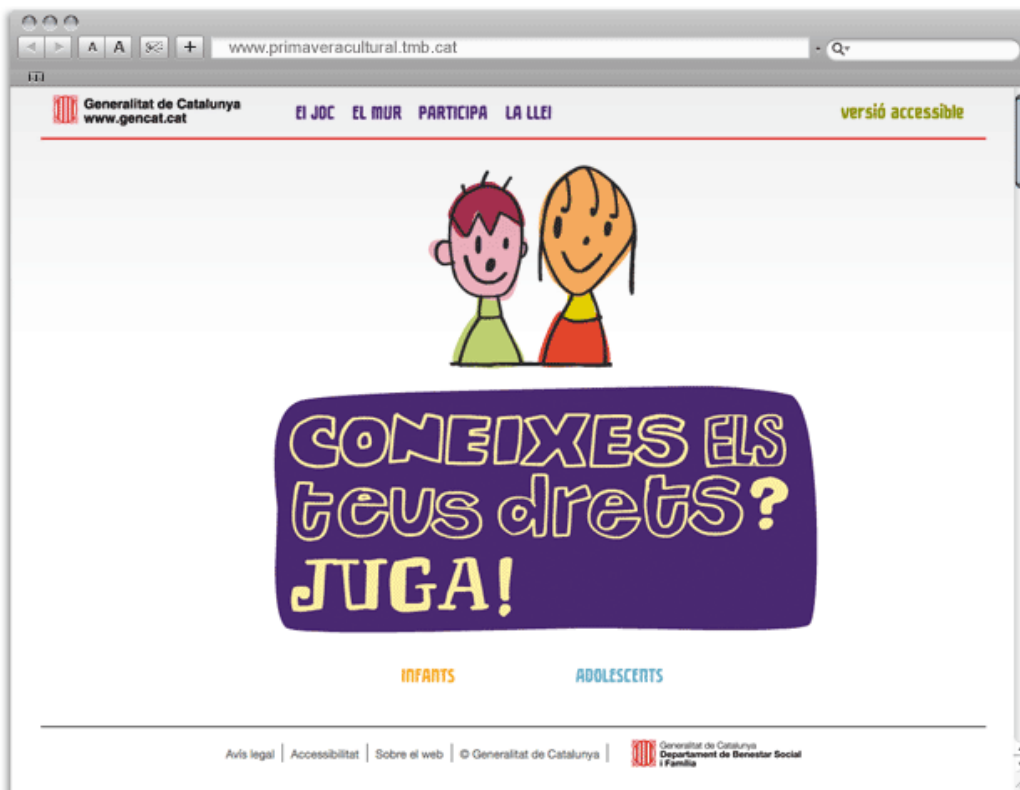 A A + www.primaveracultural.tmb.cat
Generalitat de Catalunya
www.gencat.cat
El JOC EL MUR PARTICIPA LA LLEI
versió accessible
CONEIXES ELS
teus drets?
JUGA!
INFANTS ADOLESCENTS
Avís legal | Accessibilitat | Sobre el web | © Generalitat de Catalunya |
Generalitat de Catalunya
Departament de Benestar Social
i Família